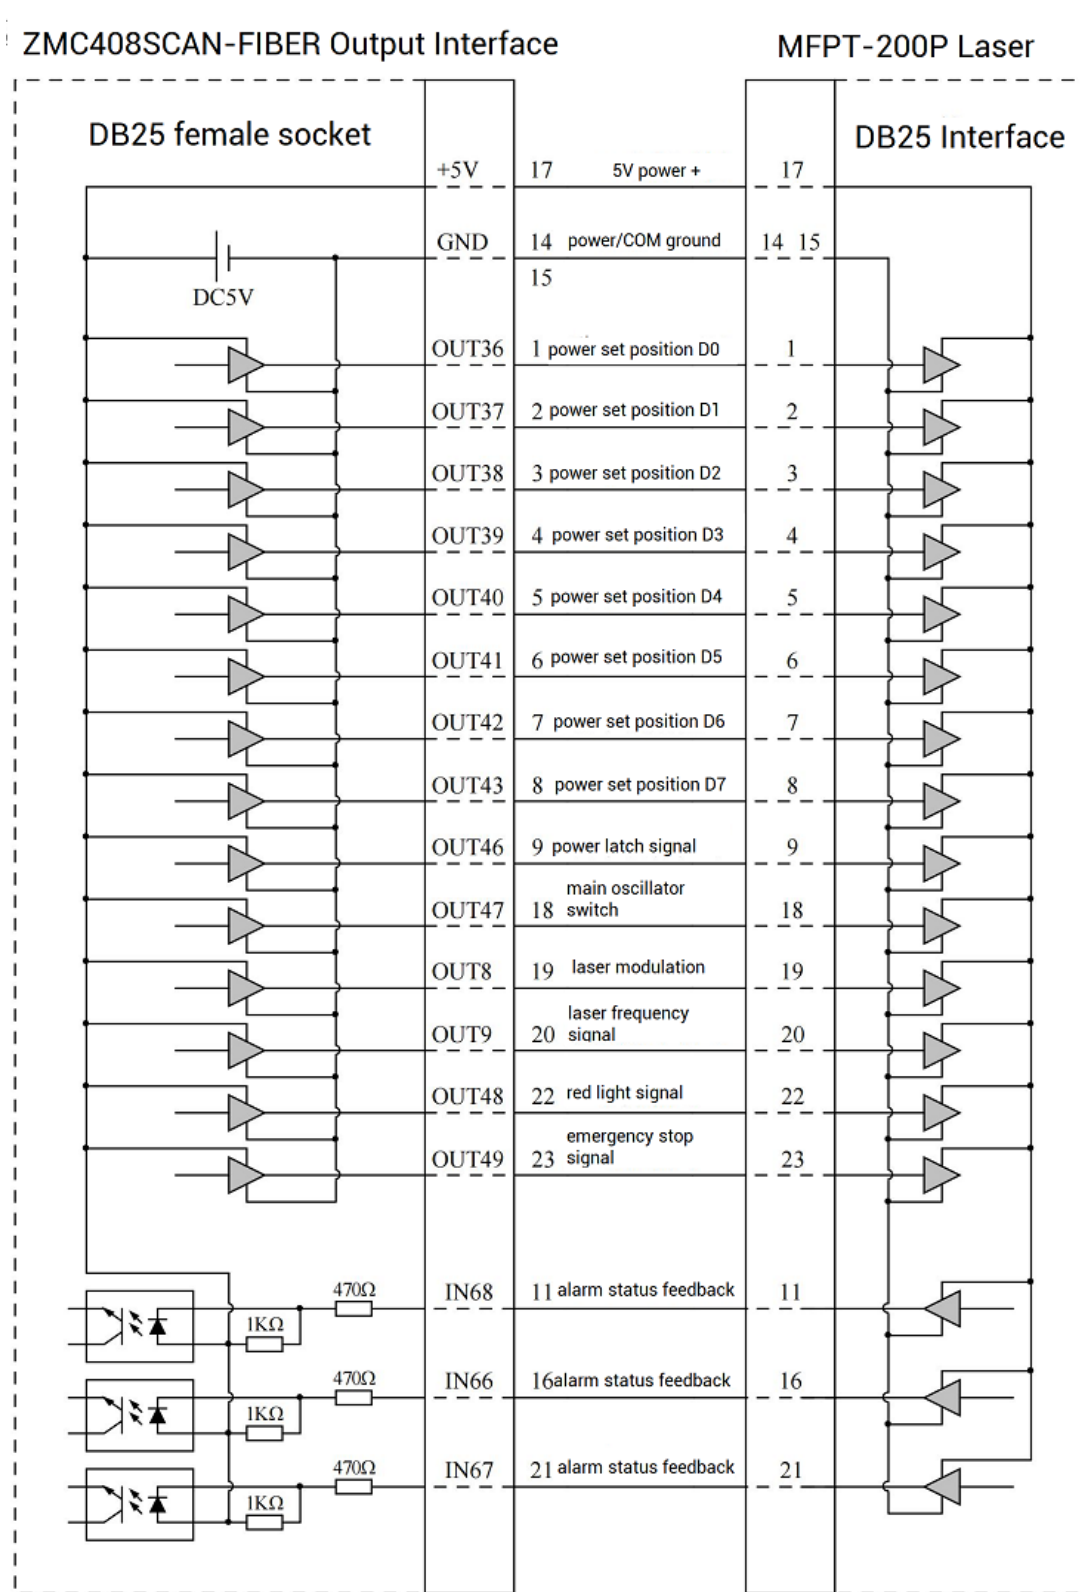 ZMC408SCAN-FIBER Output Interface
MFPT-200P Laser
DB25 female socket
DB25 Interface
+5V 17 5V power + 17
GND 14 power/COM ground 14 15
15
DC5V
OUT36 1 power set position D0 1
OUT37 2 power set position D1 2
OUT38 3 power set position D2 3
OUT39 4 power set position D3 4
OUT40 5 power set position D4 5
OUT41 6 power set position D5 6
OUT42 7 power set position D6 7
OUT43 8 power set position D7 8
OUT46 9 power latch signal 9
main oscillator
OUT47 18 switch 18
OUT8 19 laser modulation 19
laser frequency
OUT9 20 signal 20
OUT48 22 red light signal 22
emergency stop
OUT49 23 signal 23
470Ω IN68 11 alarm status feedback 11
1KΩ
470Ω IN66 16 alarm status feedback 16
1KΩ
470Ω IN67 21 alarm status feedback 21
1KΩ